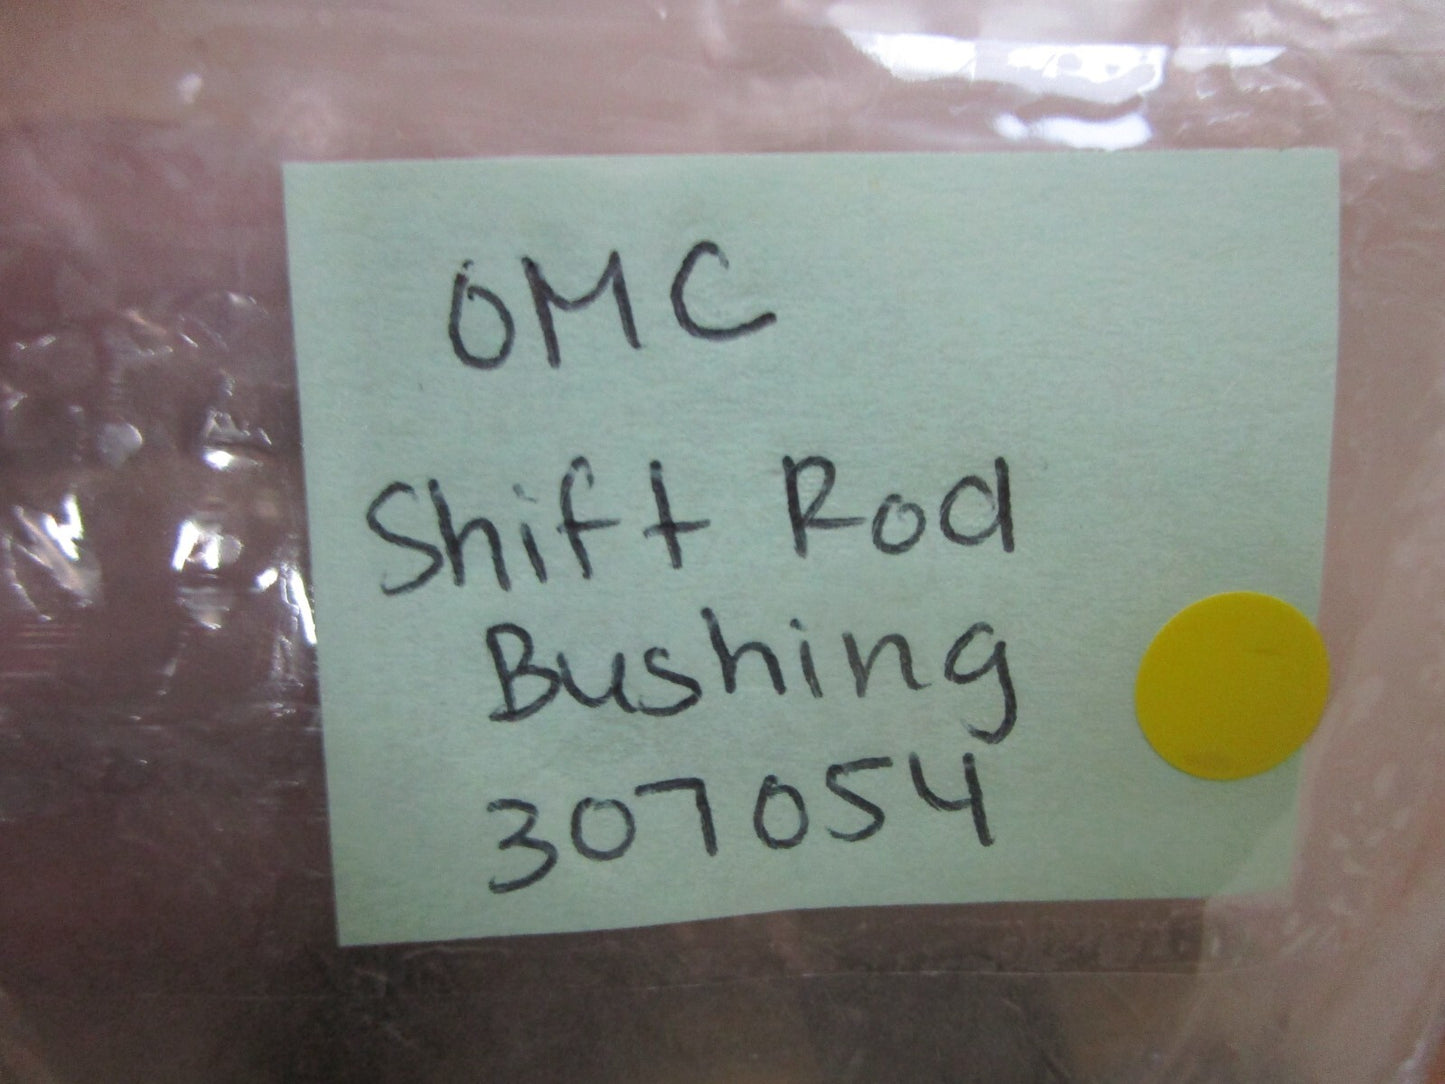 OMC
Shift Rod
Bushing
307054